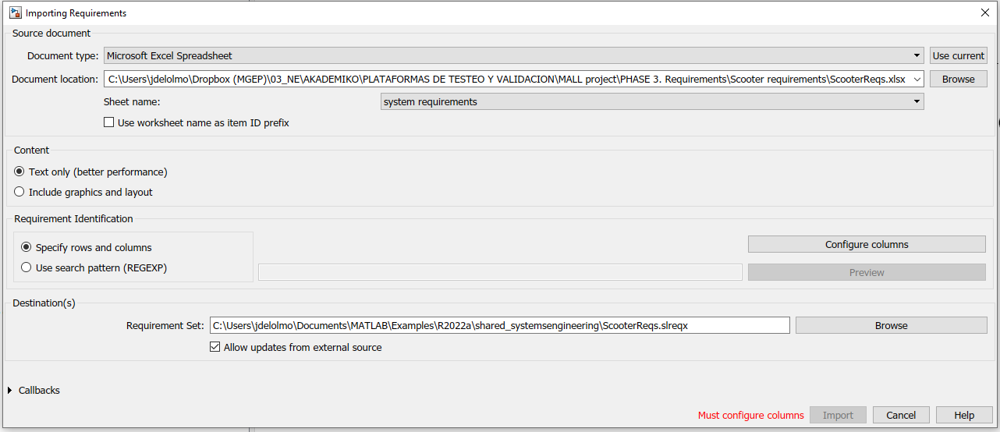 Importing Requirements
Source document
Document type: Microsoft Excel Spreadsheet Use current
Document location: C:\Users\jdelolmo\Dropbox (MGEP)\03_NE\AKADEMIKO\PLATAFORMAS DE TESTEO Y VALIDACION\MALL project\PHASE 3. Requirements\Scooter requirements\ScooterReqs.xlsx Browse
Sheet name: system requirements
Use worksheet name as item ID prefix
Content
Text only (better performance)
Include graphics and layout
Requirement Identification
Specify rows and columns Configure columns
Use search pattern (REGEXP) Preview
Destination(s)
Requirement Set: C:\Users\jdelolmo\Documents\MATLAB\Examples\R2022a\shared_systemsengineering\ScooterReqs.slreqx Browse
Allow updates from external source
Callbacks
Must configure columns Import Cancel Help